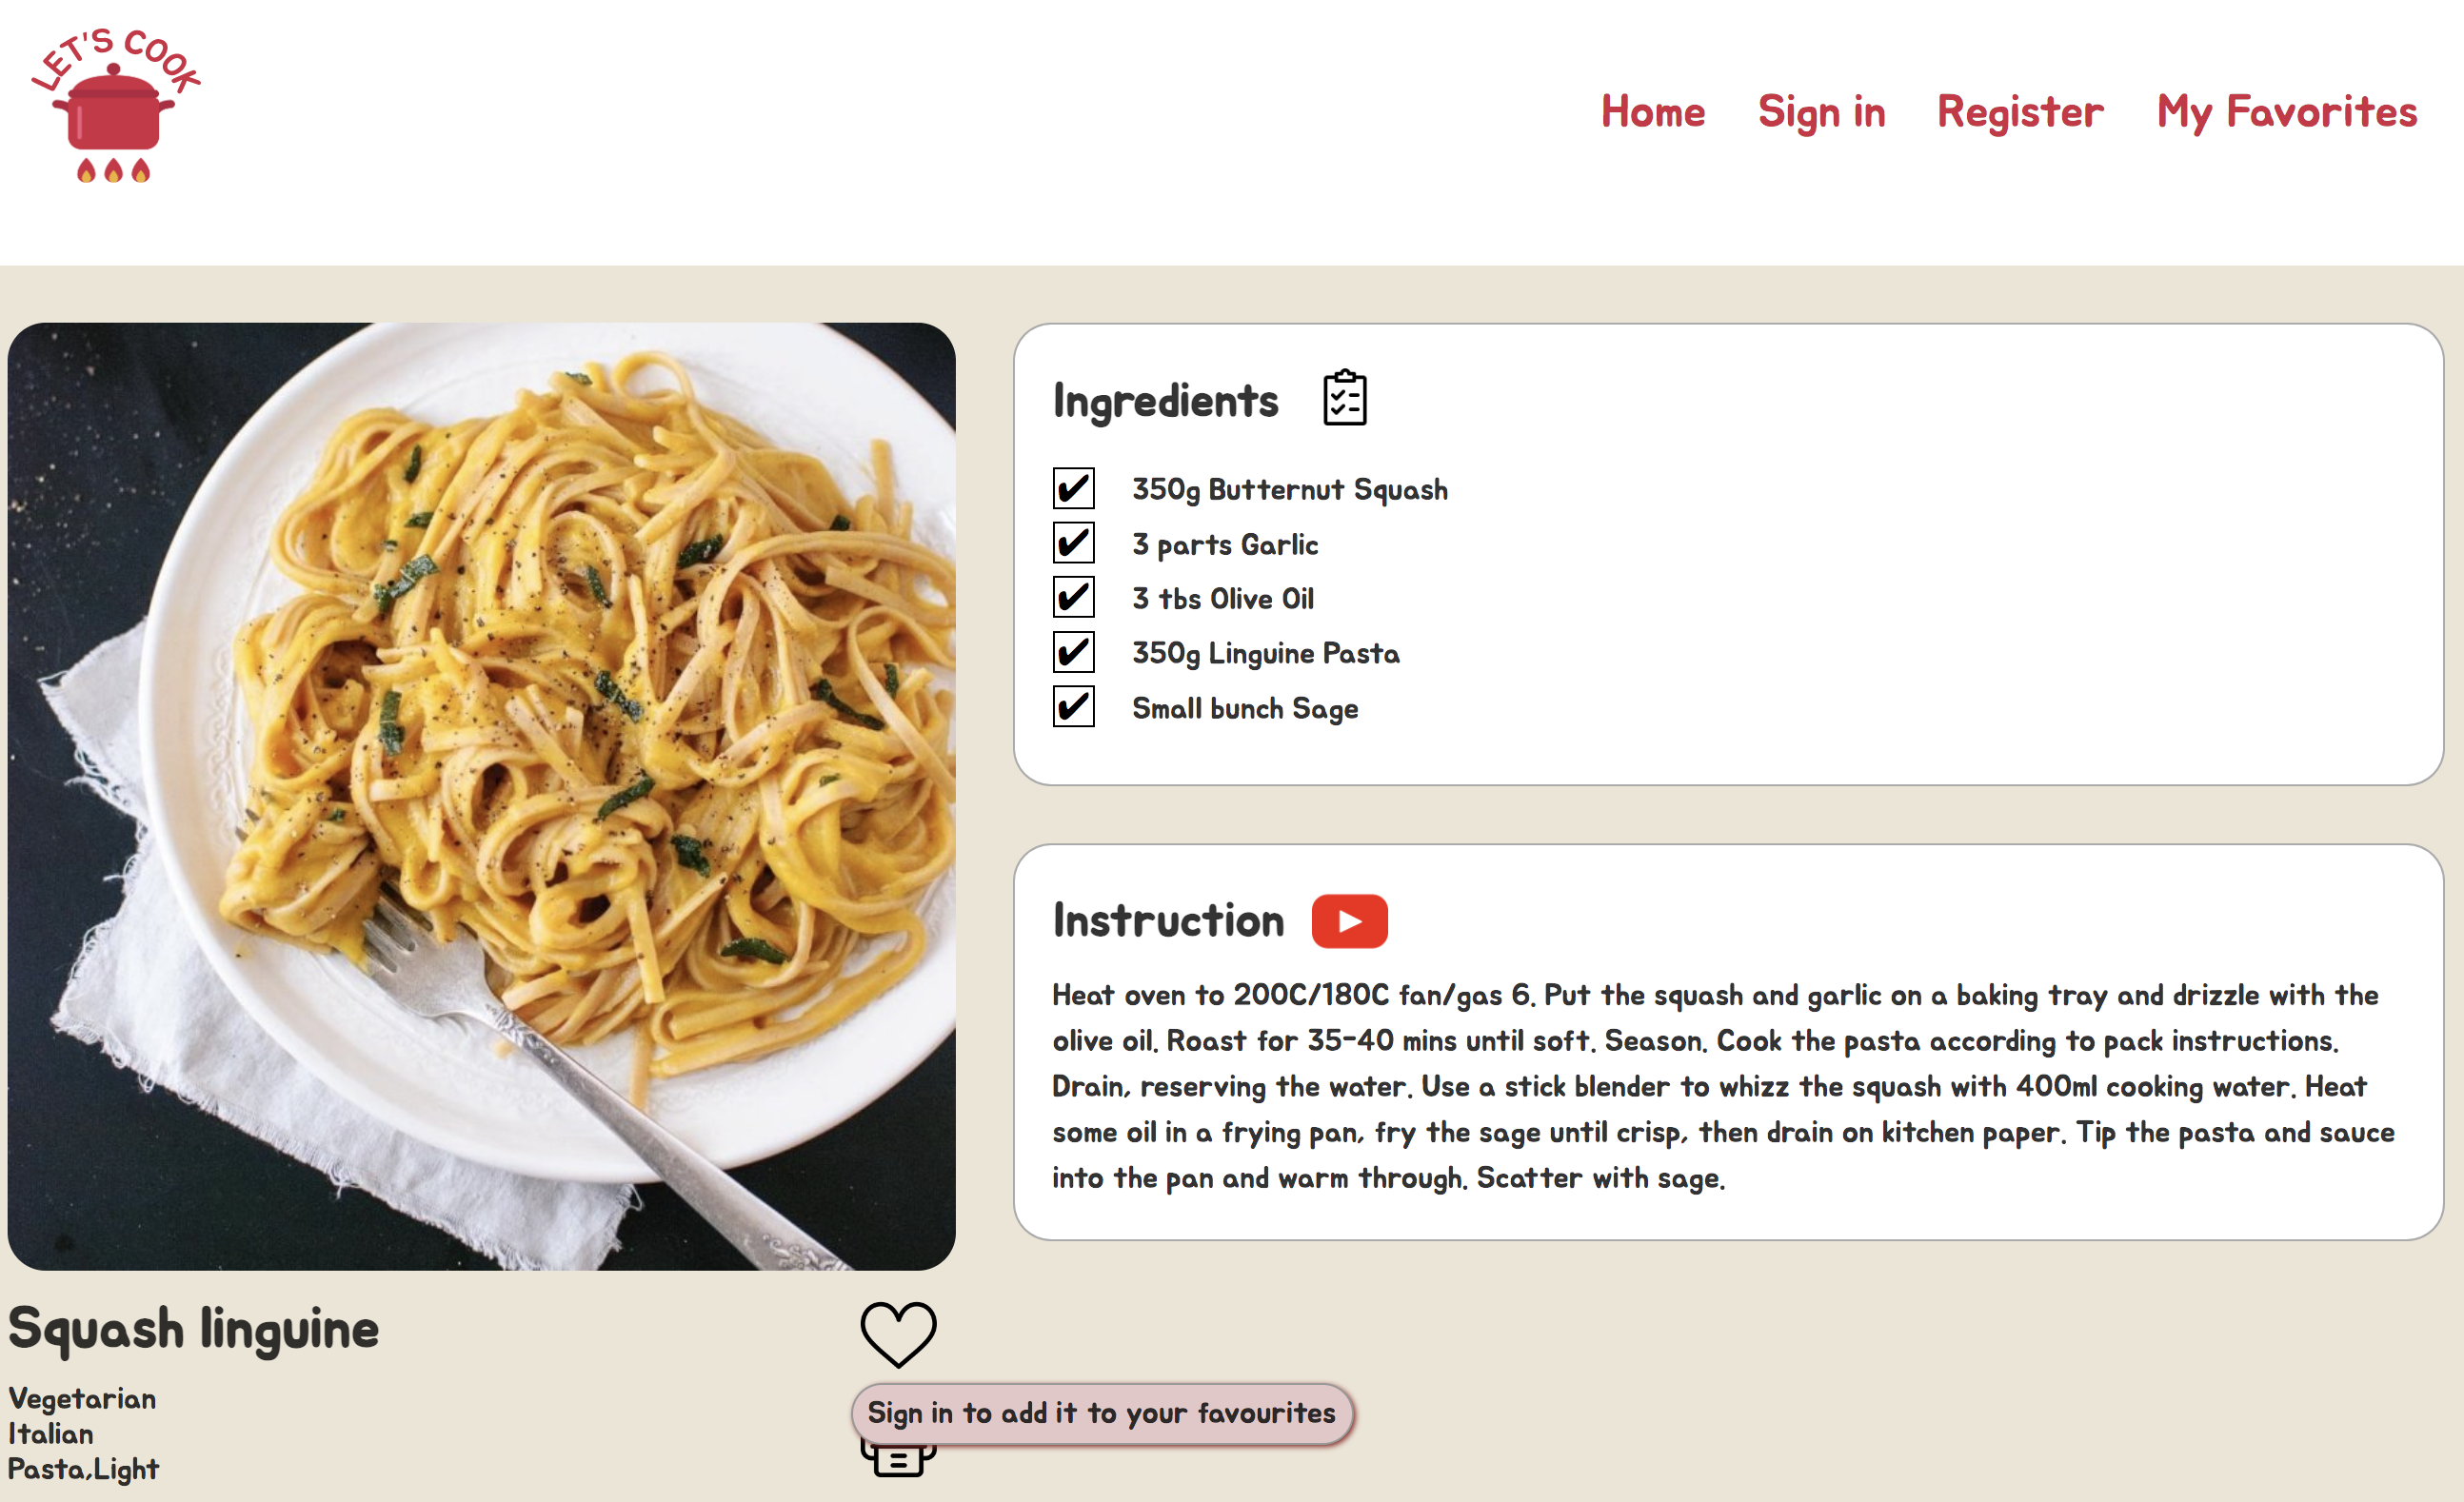 LET'S COOK
Home Sign in Register My Favorites
Ingredients
350g Butternut Squash
3 parts Garlic
3 tbs Olive Oil
350g Linguine Pasta
Small bunch Sage
Instruction
Heat oven to 200C/180C fan/gas 6. Put the squash and garlic on a baking tray and drizzle with the
olive oil. Roast for 35-40 mins until soft. Season. Cook the pasta according to pack instructions.
Drain, reserving the water. Use a stick blender to whizz the squash with 400ml cooking water. Heat
some oil in a frying pan, fry the sage until crisp, then drain on kitchen paper. Tip the pasta and sauce
into the pan and warm through. Scatter with sage.
Squash linguine
Vegetarian
Italian
Pasta,Light
Sign in to add it to your favourites